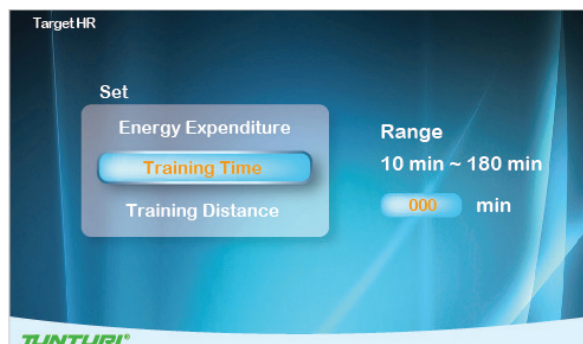 Target HR
Set
Energy Expenditure
Training Time
Training Distance
Range
10 min ~ 180 min
000 min
TUNTURI®